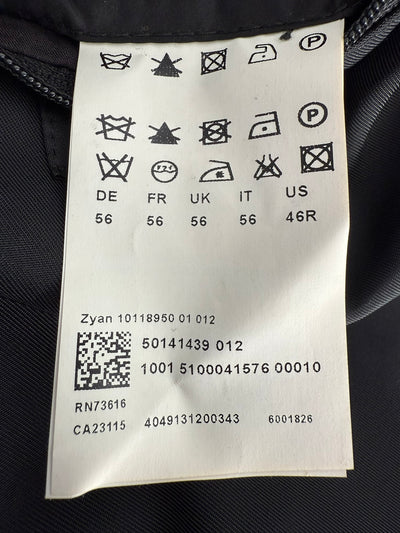 P
P
DE FR UK IT US
56 56 56 56 46R
Zyan 10118950 01 012
50141439 012
1001 5100041576 00010
RN73616
CA23115 4049131200343 6001826